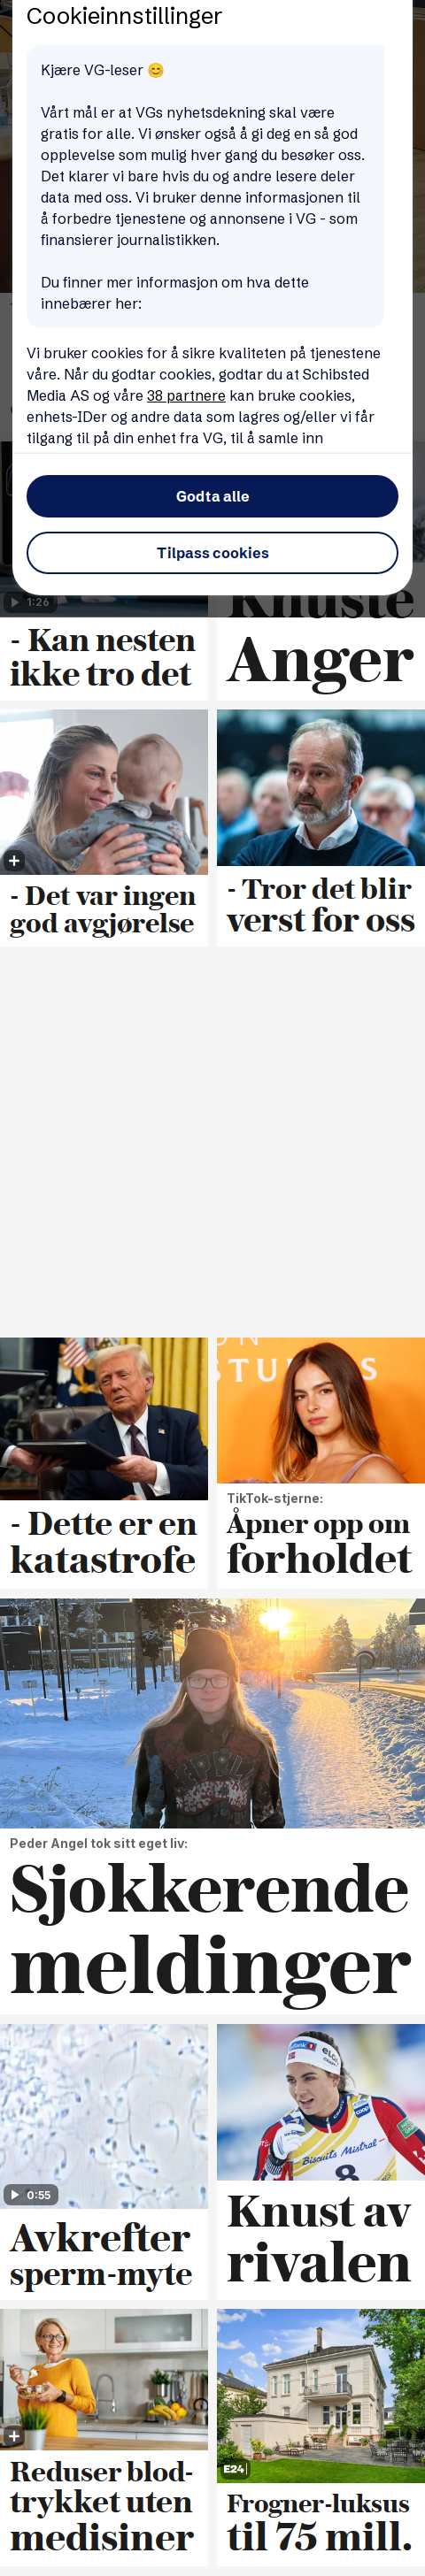 Cookieinnstillinger
Kjære VG-leser 😊
Vårt mål er at VGs nyhetsdekning skal være
gratis for alle. Vi ønsker også å gi deg en så god
opplevelse som mulig hver gang du besøker oss.
Det klarer vi bare hvis du og andre lesere deler
data med oss. Vi bruker denne informasjonen til
å forbedre tjenestene og annonsene i VG - som
finansierer journalistikken.
Du finner mer informasjon om hva dette
innebærer her:
Vi bruker cookies for å sikre kvaliteten på tjenestene
våre. Når du godtar cookies, godtar du at Schibsted
Media AS og våre 38 partnere kan bruke cookies,
enhets-IDer og andre data som lagres og/eller vi får
tilgang til på din enhet fra VG, til å samle inn
Godta alle
Tilpass cookies
1:26
- Kan nesten
ikke tro det
Knuste
Anger
- Det var ingen
god avgjørelse
- Tror det blir
verst for oss
- Dette er en
katastrofe
TikTok-stjerne:
Åpner opp om
forholdet
Peder Angel tok sitt eget liv:
Sjokkerende
meldinger
0:55
Avkrefter
sperm-myte
Biscuits Mistral
8
Knust av
rivalen
Reduser blod-
trykket uten
medisiner
E24
Frogner-luksus
til 75 mill.